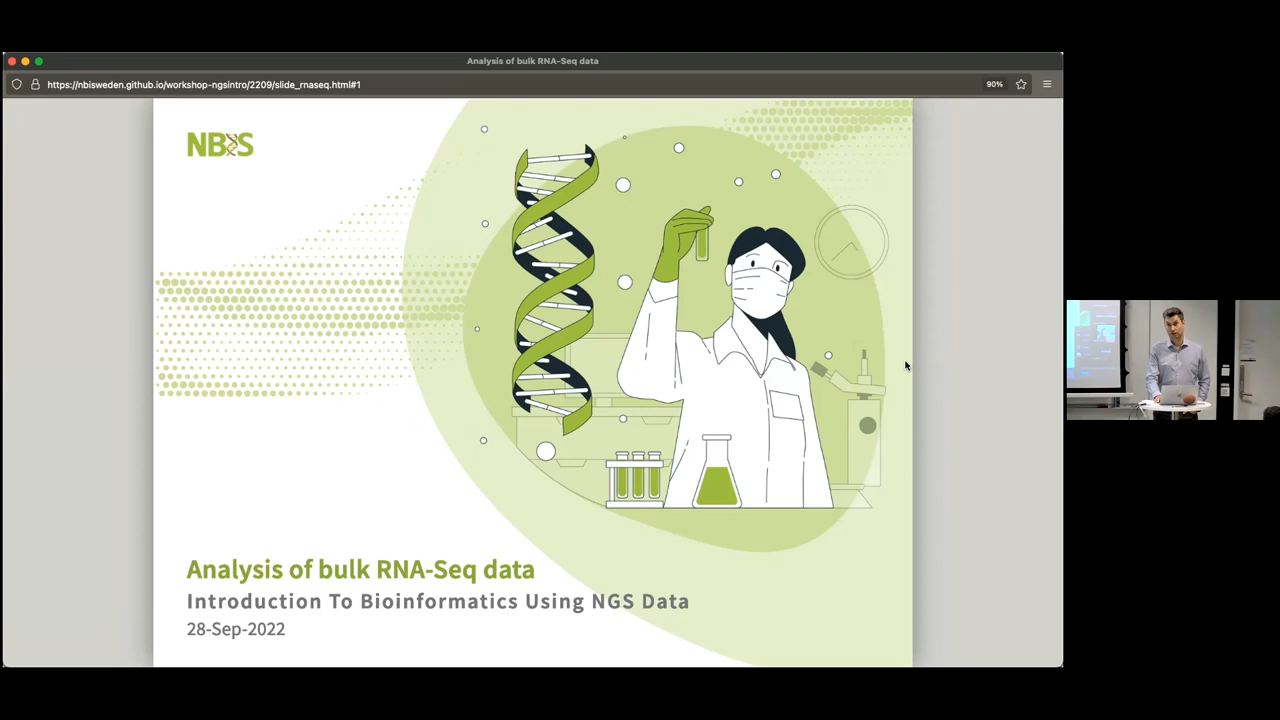 Analysis of bulk RNA-Seq data
https://nbisweden.github.io/workshop-ngsintro/2209/slide_rnaseq.html#1
90%
NBIS
Analysis of bulk RNA-Seq data
Introduction To Bioinformatics Using NGS Data
28-Sep-2022